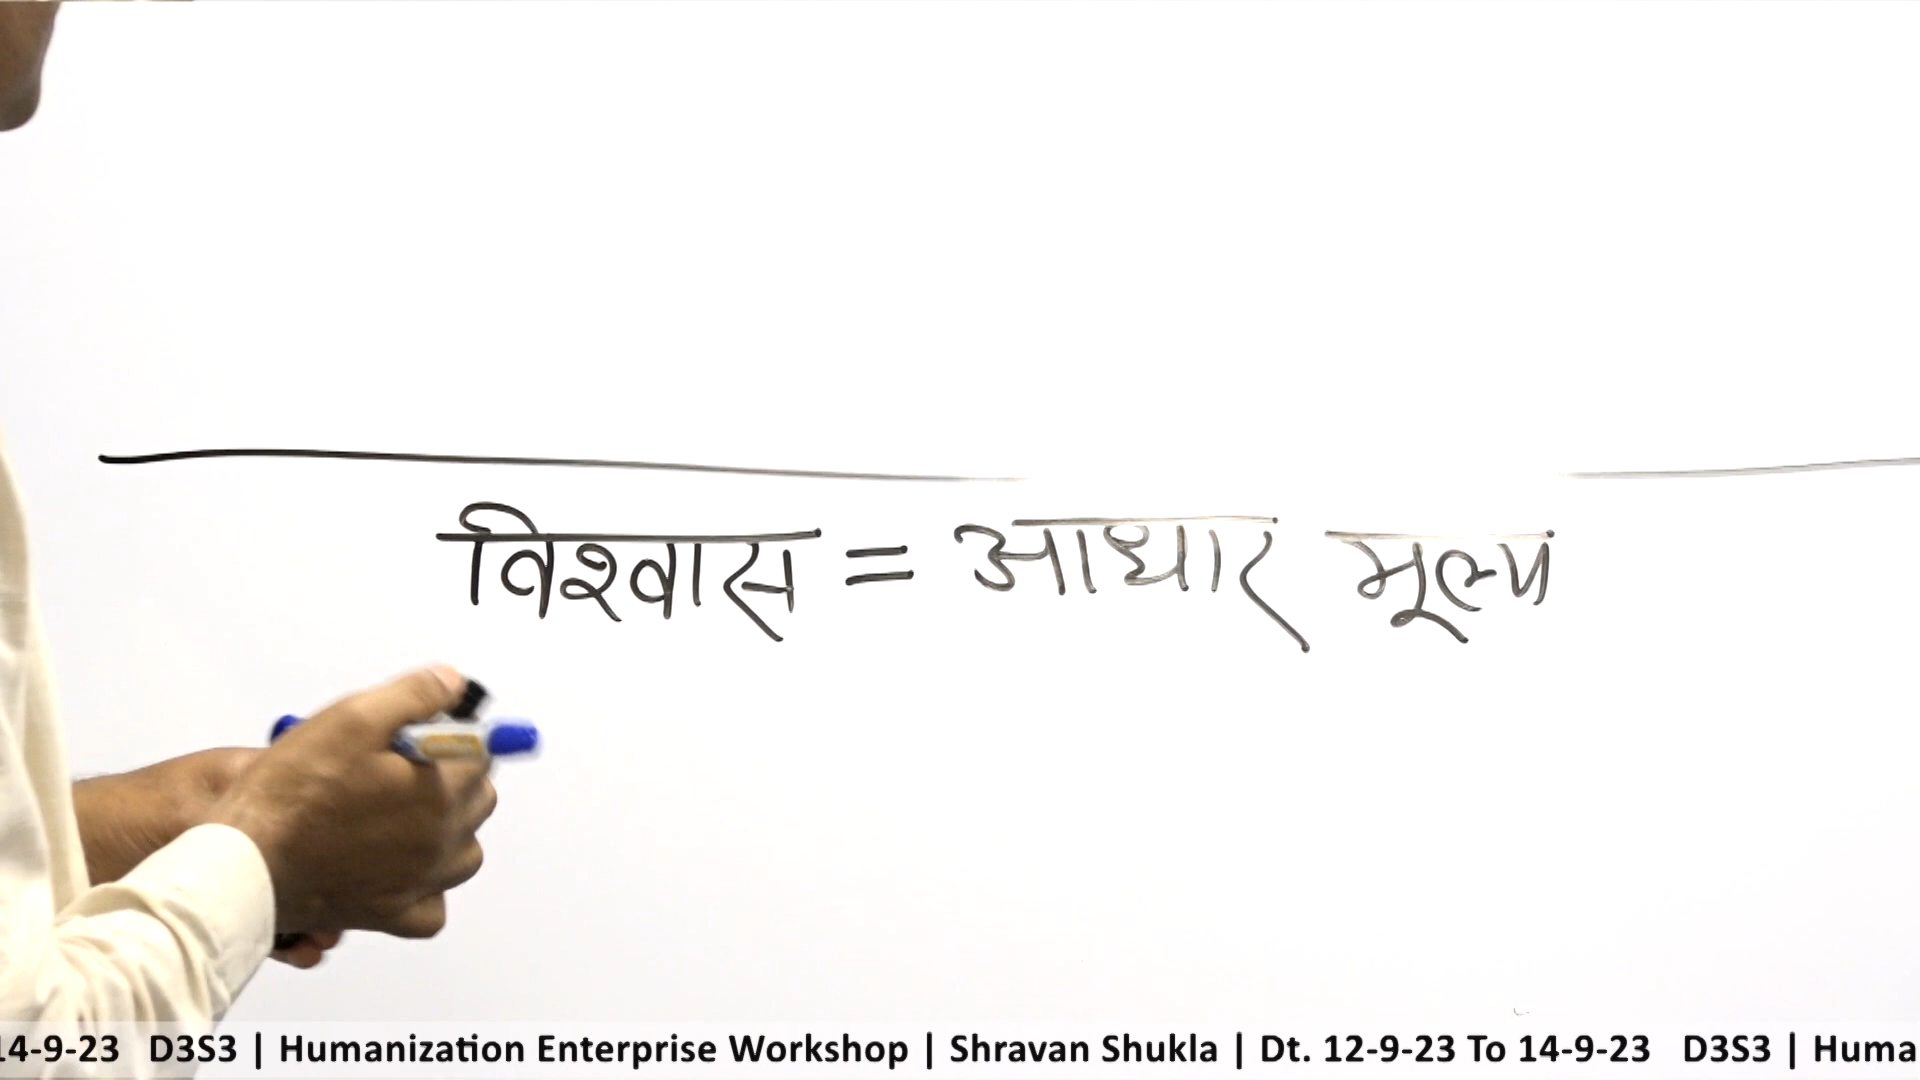 विश्वास = आधार मूल्य
14-9-23 D3S3 | Humanization Enterprise Workshop | Shravan Shukla | Dt. 12-9-23 To 14-9-23 D3S3 | Huma